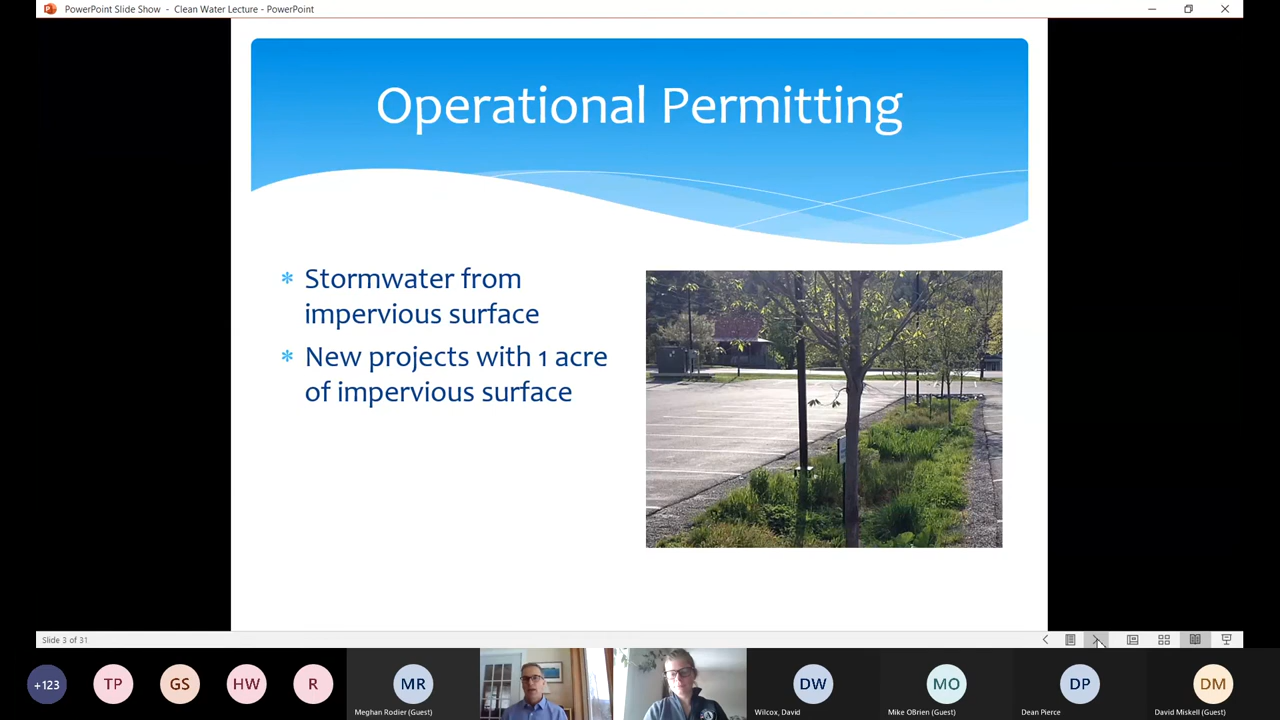 PowerPoint Slide Show - Clean Water Lecture - PowerPoint
Operational Permitting
* Stormwater from
impervious surface
* New projects with 1 acre
of impervious surface
Slide 3 of 31
+123
TP
GS
HW
R
MR
DW
MO
DP
DM
Meghan Rodier (Guest)
Wilcox, David
Mike OBrien (Guest)
Dean Pierce
David Miskell (Guest)